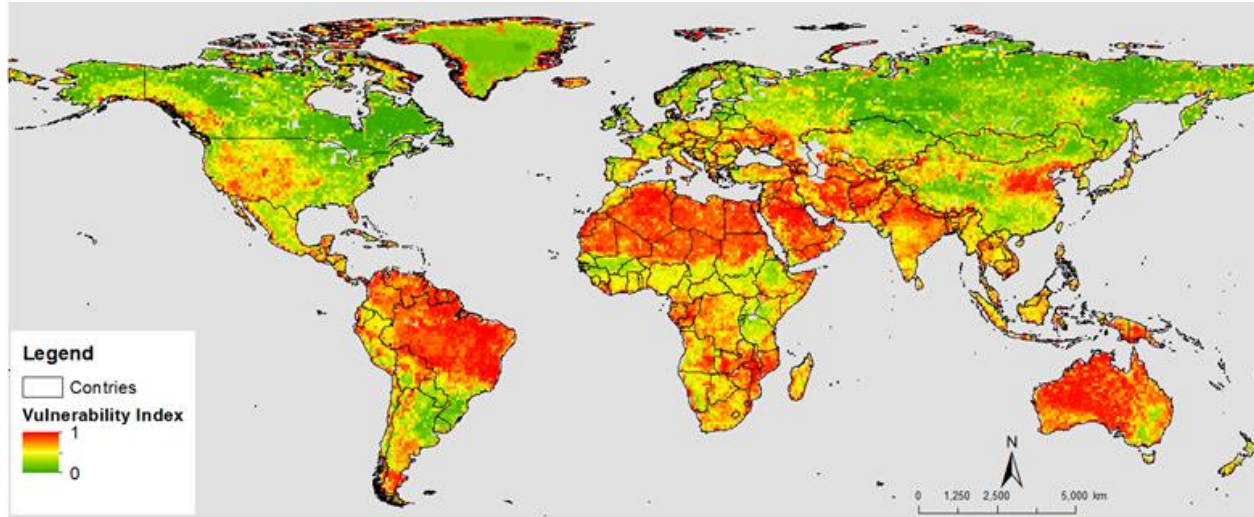 Legend
Contries
Vulnerability Index
1
0
N
0 1,250 2,500 5,000 km